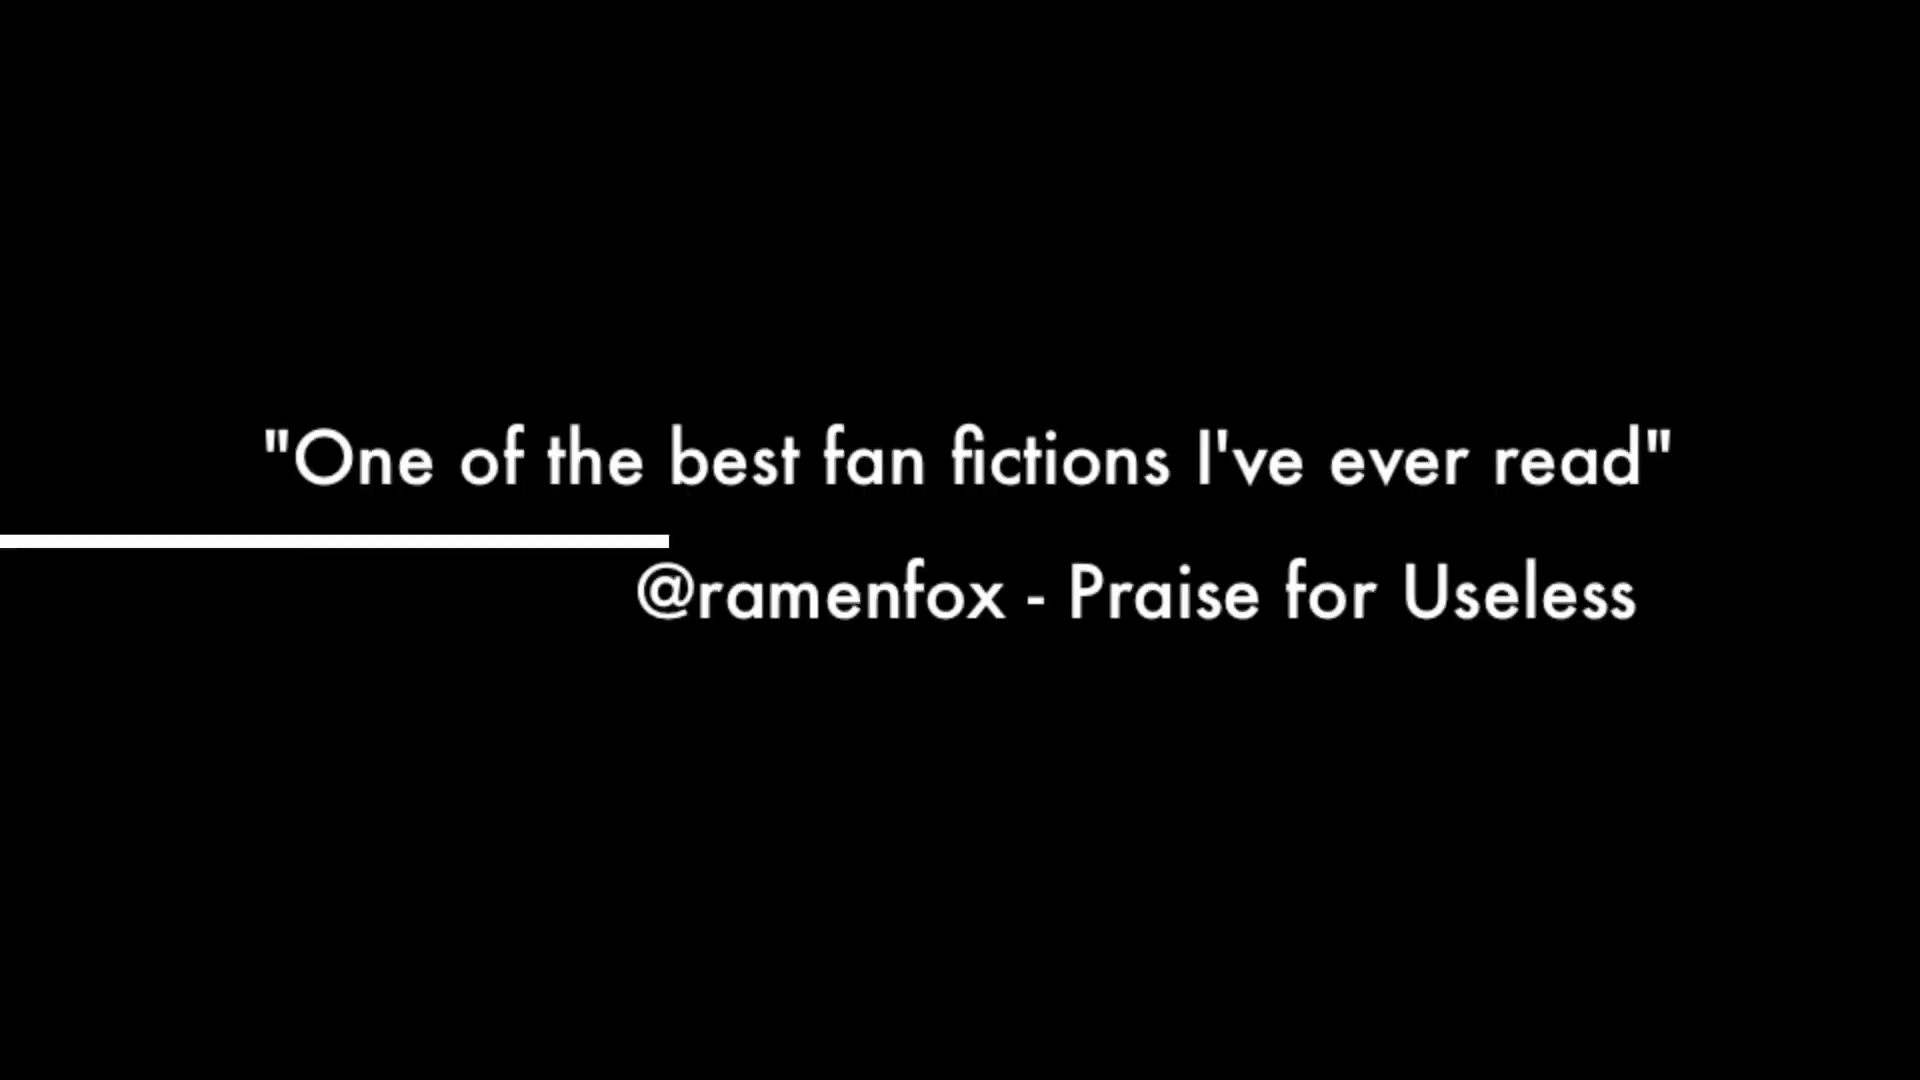 "One of the best fan fictions I've ever read"
@ramenfox - Praise for Useless